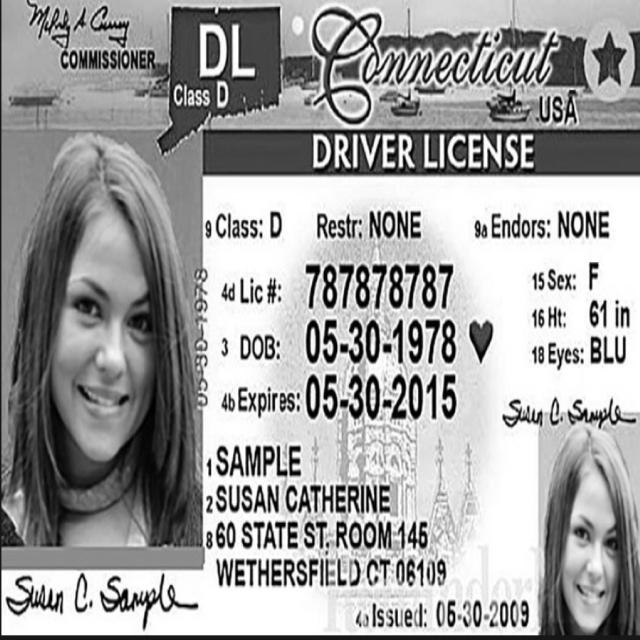 COMMISSIONER
DL
Class D
Connecticut
USA
DRIVER LICENSE
9 Class: D Restr: NONE 9a Endors: NONE
4d Lic #: 787878787
15 Sex: F
3 DOB: 05-30-1978
16 Ht: 61 in
18 Eyes: BLU
4b Expires: 05-30-2015
05-30-1978
Susan C. Sample
1 SAMPLE
2 SUSAN CATHERINE
8 60 STATE ST. ROOM 145
WETHERSFIELD CT 06109
Susan C. Sample
4a Issued: 05-30-2009